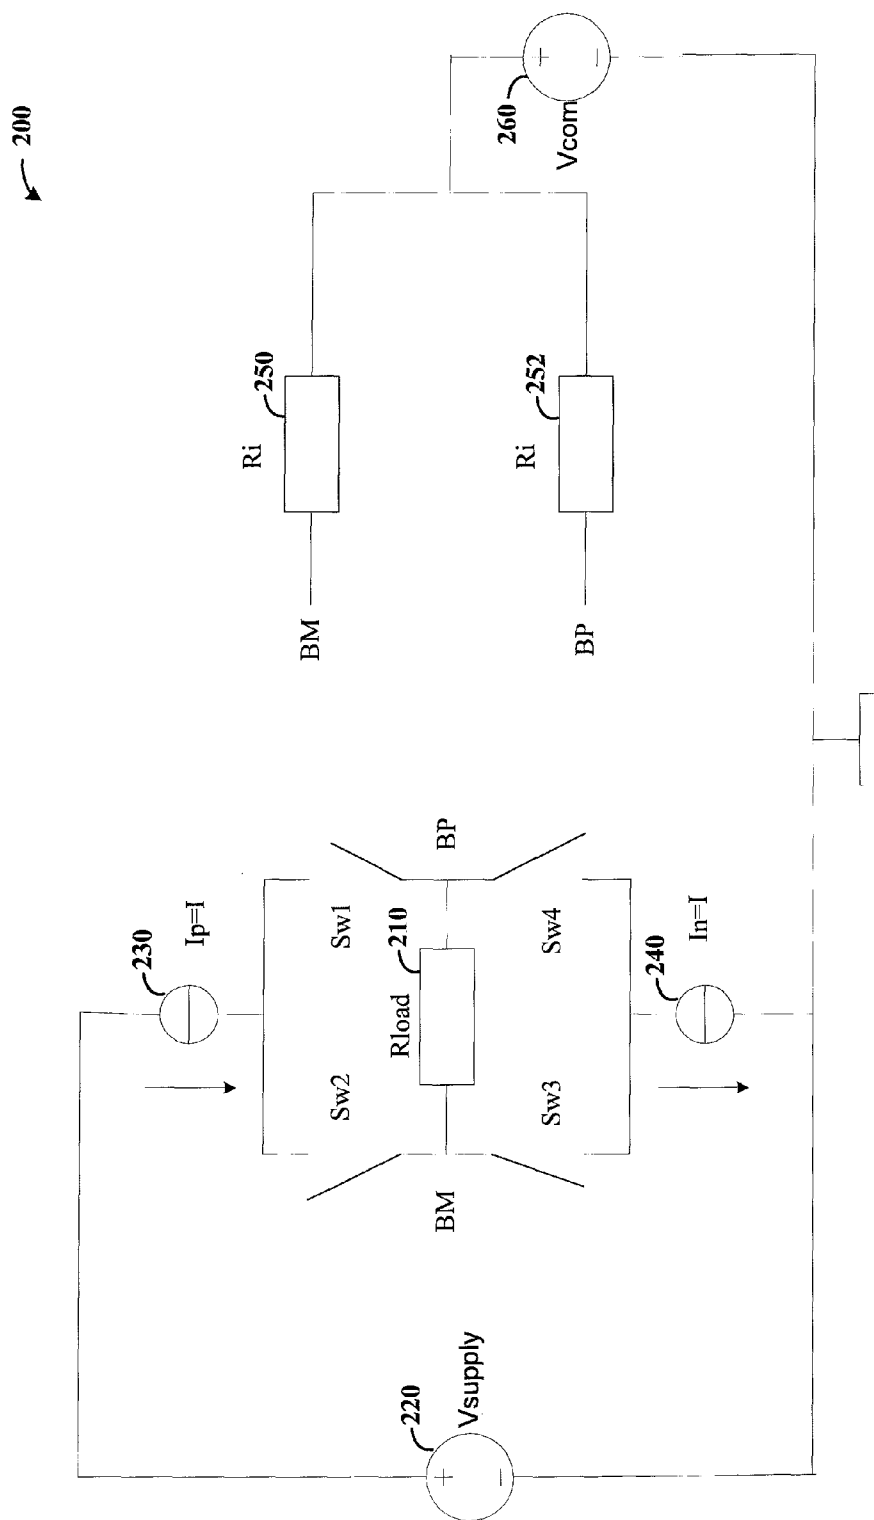 200
260
Vcom
250
Ri
252
Ri
BM
BP
230
Ip=I
Sw1
BP
Sw2
210
Rload
Sw4
240
In=I
Sw3
BM
220
Vsupply